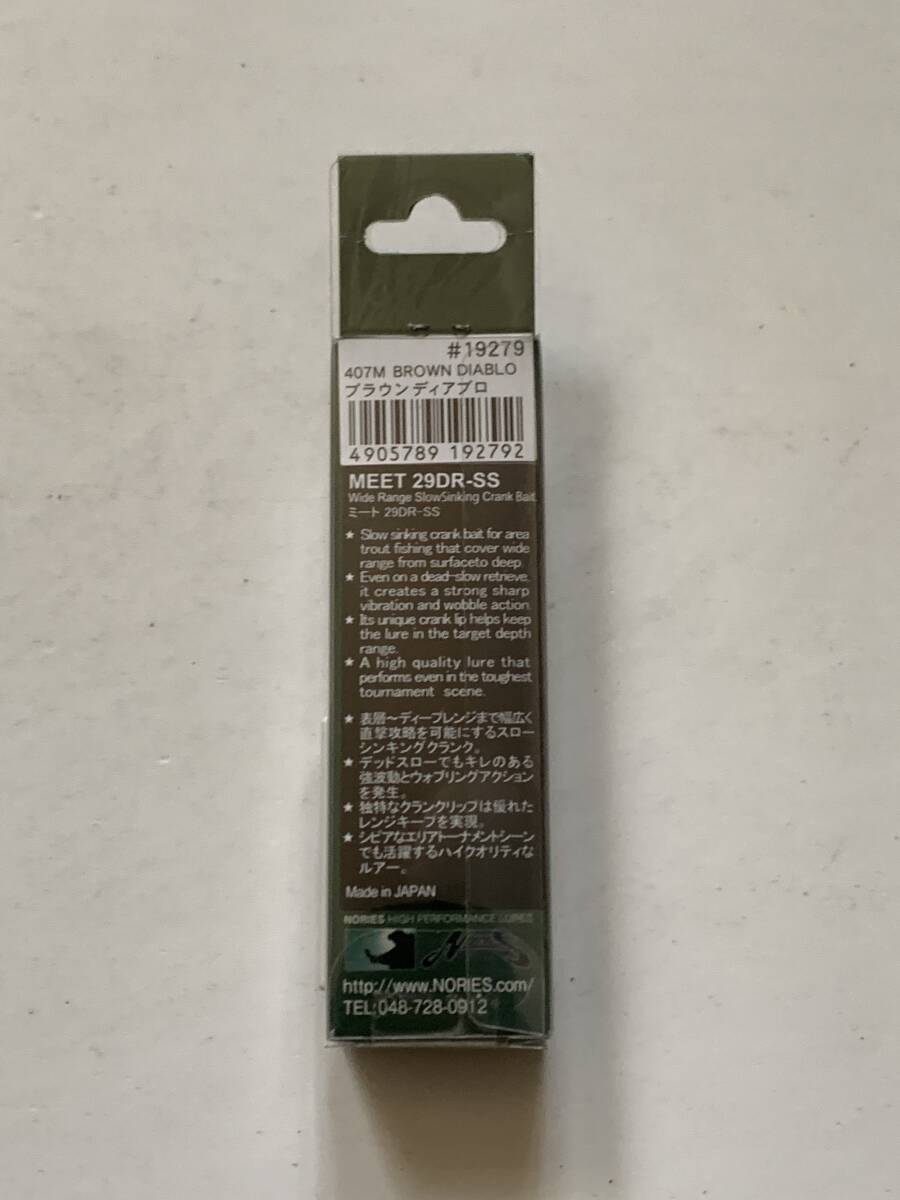 #19279
407M BROWN DIABLO
ブラウンディアブロ
4905789 192792
MEET 29DR-SS
Wide Range SlowSinking Crank Bait
ミート 29DR-SS
★ Slow sinking crank bait for area
trout fishing that cover wide
range from surfaceto deep.
★ Even on a dead-slow retrieve,
it creates a strong sharp
vibration and wobble action.
★ Its unique crank lip helps keep
the lure in the target depth
range.
★ A high quality lure that
performs even in the toughest
tournament scene.
★ 表層～ディープレンジまで幅広く
直撃攻略を可能にするスロー
シンキングクランク。
★ デッドスローでもキレのある
強波動とウォブリングアクション
を発生。
★ 独特なクランクリップは優れた
レンジキープを実現。
★ シビアなエリアトーナメントシーン
でも活躍するハイクオリティな
ルアー。
Made in JAPAN
NORIES HIGH PERFORMANCE LURES
Nories
http://www.NORIES.com/
TEL:048-728-0912